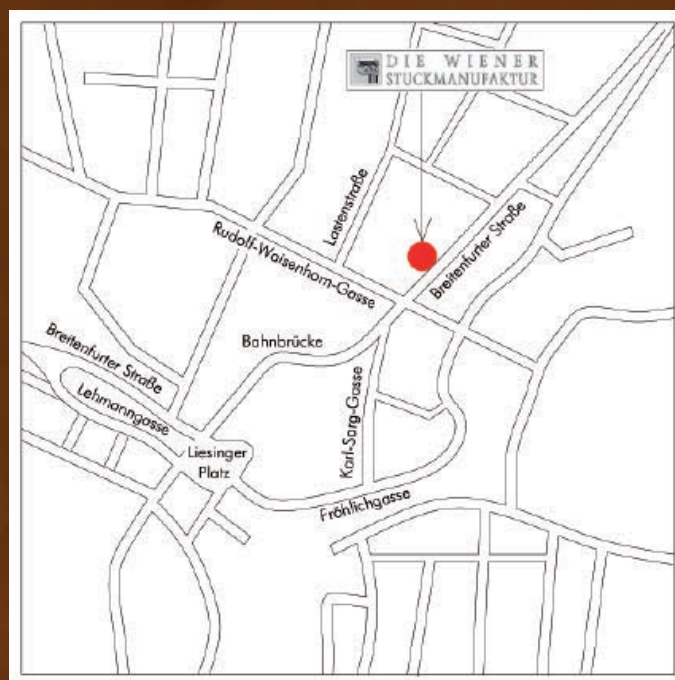 DIE WIENER
STUCKMANUFAKTUR
Lastenstraße
Rudolf-Waisenhorn-Gasse
Breitenfurter Straße
Bahnbrücke
Breitenfurter Straße
Lehmanngasse
Karl-Sarg-Gasse
Liesinger
Platz
Fröhlichgasse